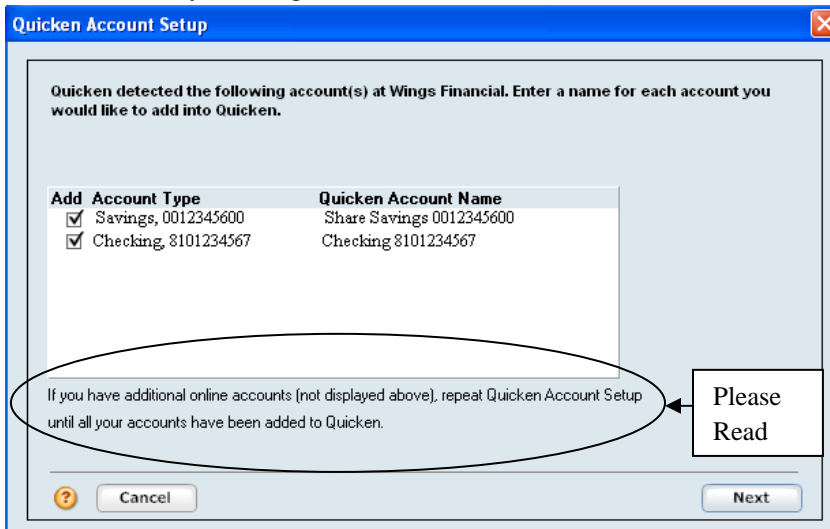 Quicken Account Setup
Quicken detected the following account(s) at Wings Financial. Enter a name for each account you
would like to add into Quicken.
Add Account Type Quicken Account Name
Savings, 0012345600 Share Savings 0012345600
Checking, 8101234567 Checking 8101234567
If you have additional online accounts (not displayed above), repeat Quicken Account Setup
until all your accounts have been added to Quicken.
Please
Read
? Cancel Next